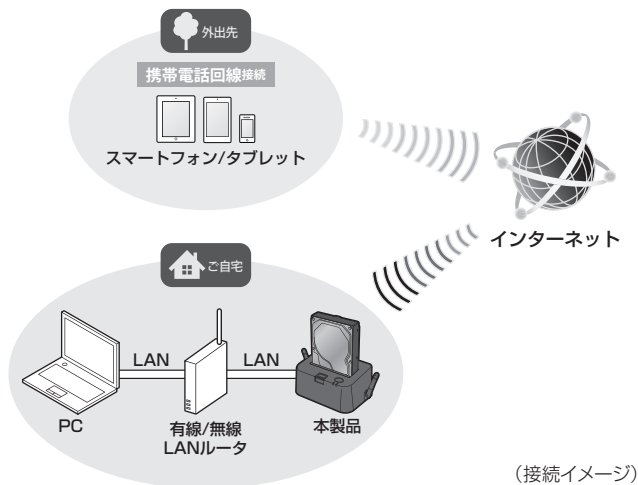 外出先
携帯電話回線接続
スマートフォン/タブレット
インターネット
ご自宅
LAN
LAN
PC
有線/無線
LANルータ
本製品
(接続イメージ)